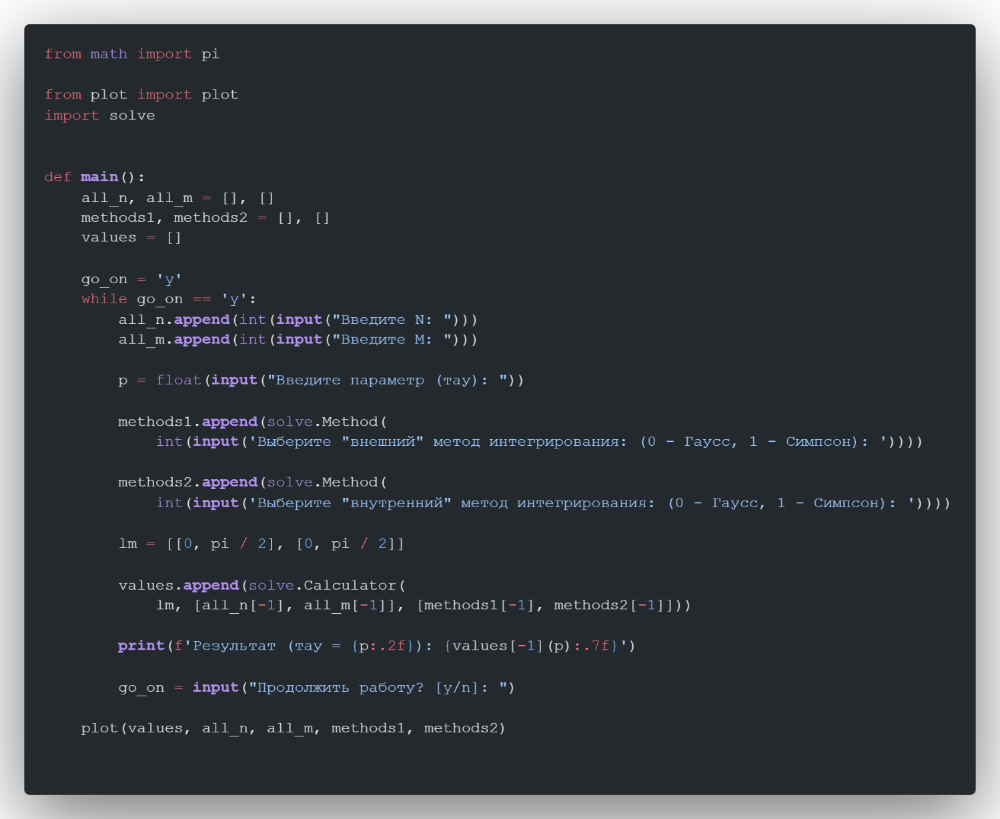 from math import pi
from plot import plot
import solve
def main():
    all_n, all_m = [], []
    methods1, methods2 = [], []
    values = []
    go_on = 'y'
    while go_on == 'y':
        all_n.append(int(input("Введите N: ")))
        all_m.append(int(input("Введите M: ")))
        p = float(input("Введите параметр (тау): "))
        methods1.append(solve.Method(
            int(input('Выберите "внешний" метод интегрирования: (0 - Гаусс, 1 - Симпсон): '))))
        methods2.append(solve.Method(
            int(input('Выберите "внутренний" метод интегрирования: (0 - Гаусс, 1 - Симпсон): '))))
        lm = [[0, pi / 2], [0, pi / 2]]
        values.append(solve.Calculator(
            lm, [all_n[-1], all_m[-1]], [methods1[-1], methods2[-1]]))
        print(f'Результат (тау = {p:.2f}): {values[-1](p):.7f}')
        go_on = input("Продолжить работу? [y/n]: ")
    plot(values, all_n, all_m, methods1, methods2)